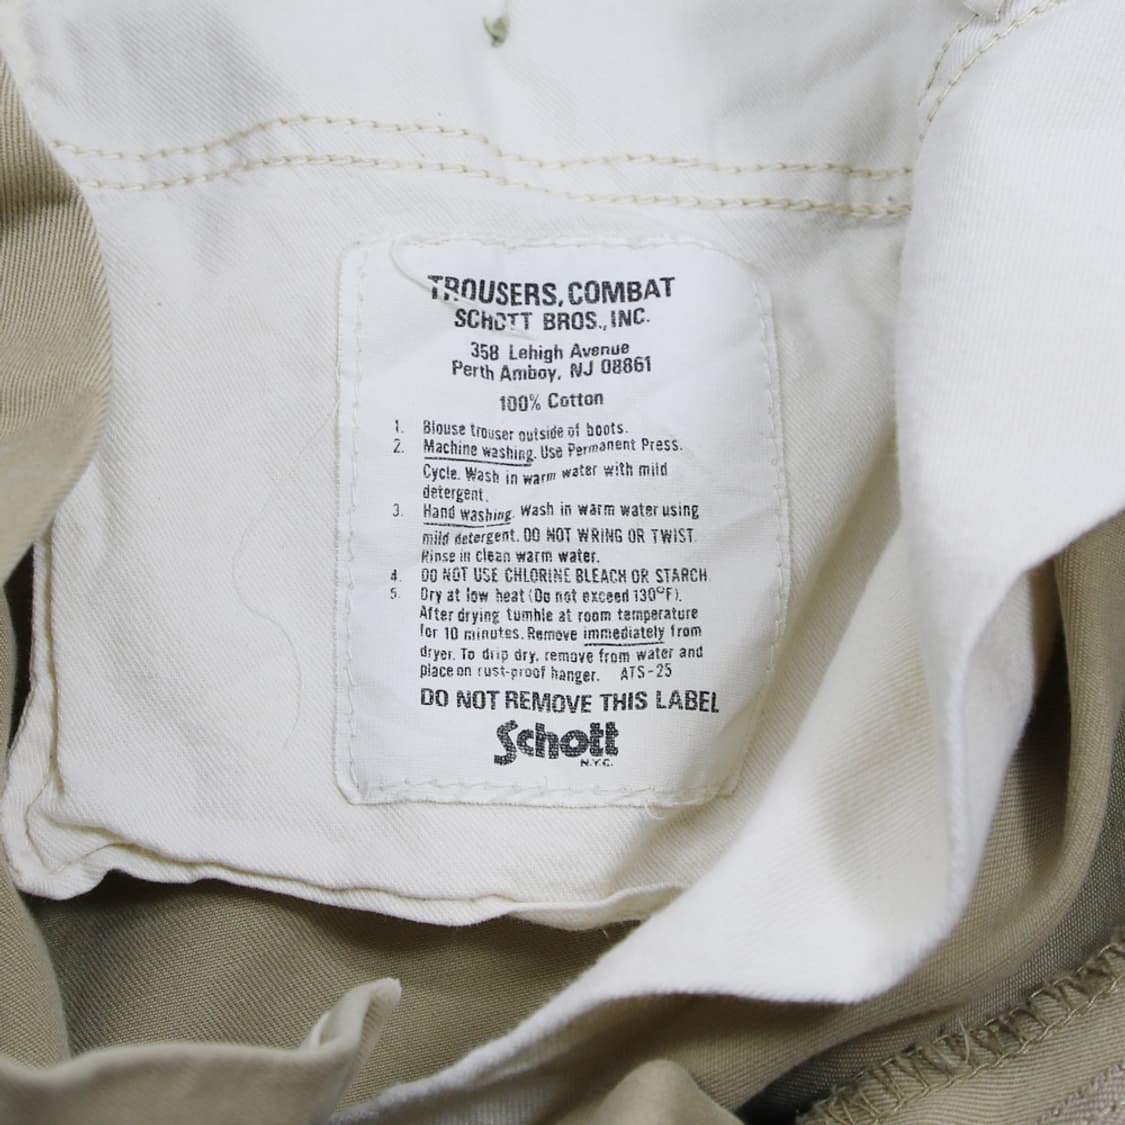 TROUSERS, COMBAT
SCHOTT BROS., INC.
358 Lehigh Avenue
Perth Amboy, NJ 08861
100% Cotton
1. Blouse trouser outside of boots.
2. Machine washing. Use Permanent Press.
Cycle. Wash in warm water with mild
detergent.
3. Hand washing. Wash in warm water using
mild detergent. DO NOT WRING OR TWIST.
Rinse in clean warm water.
4. DO NOT USE CHLORINE BLEACH OR STARCH.
5. Dry at low heat (Do not exceed 130°F).
After drying tumble at room temperature
for 10 minutes. Remove immediately from
dryer. To drip dry, remove from water and
place on rust-proof hanger. ATS-25
DO NOT REMOVE THIS LABEL
Schott
N.Y.C.